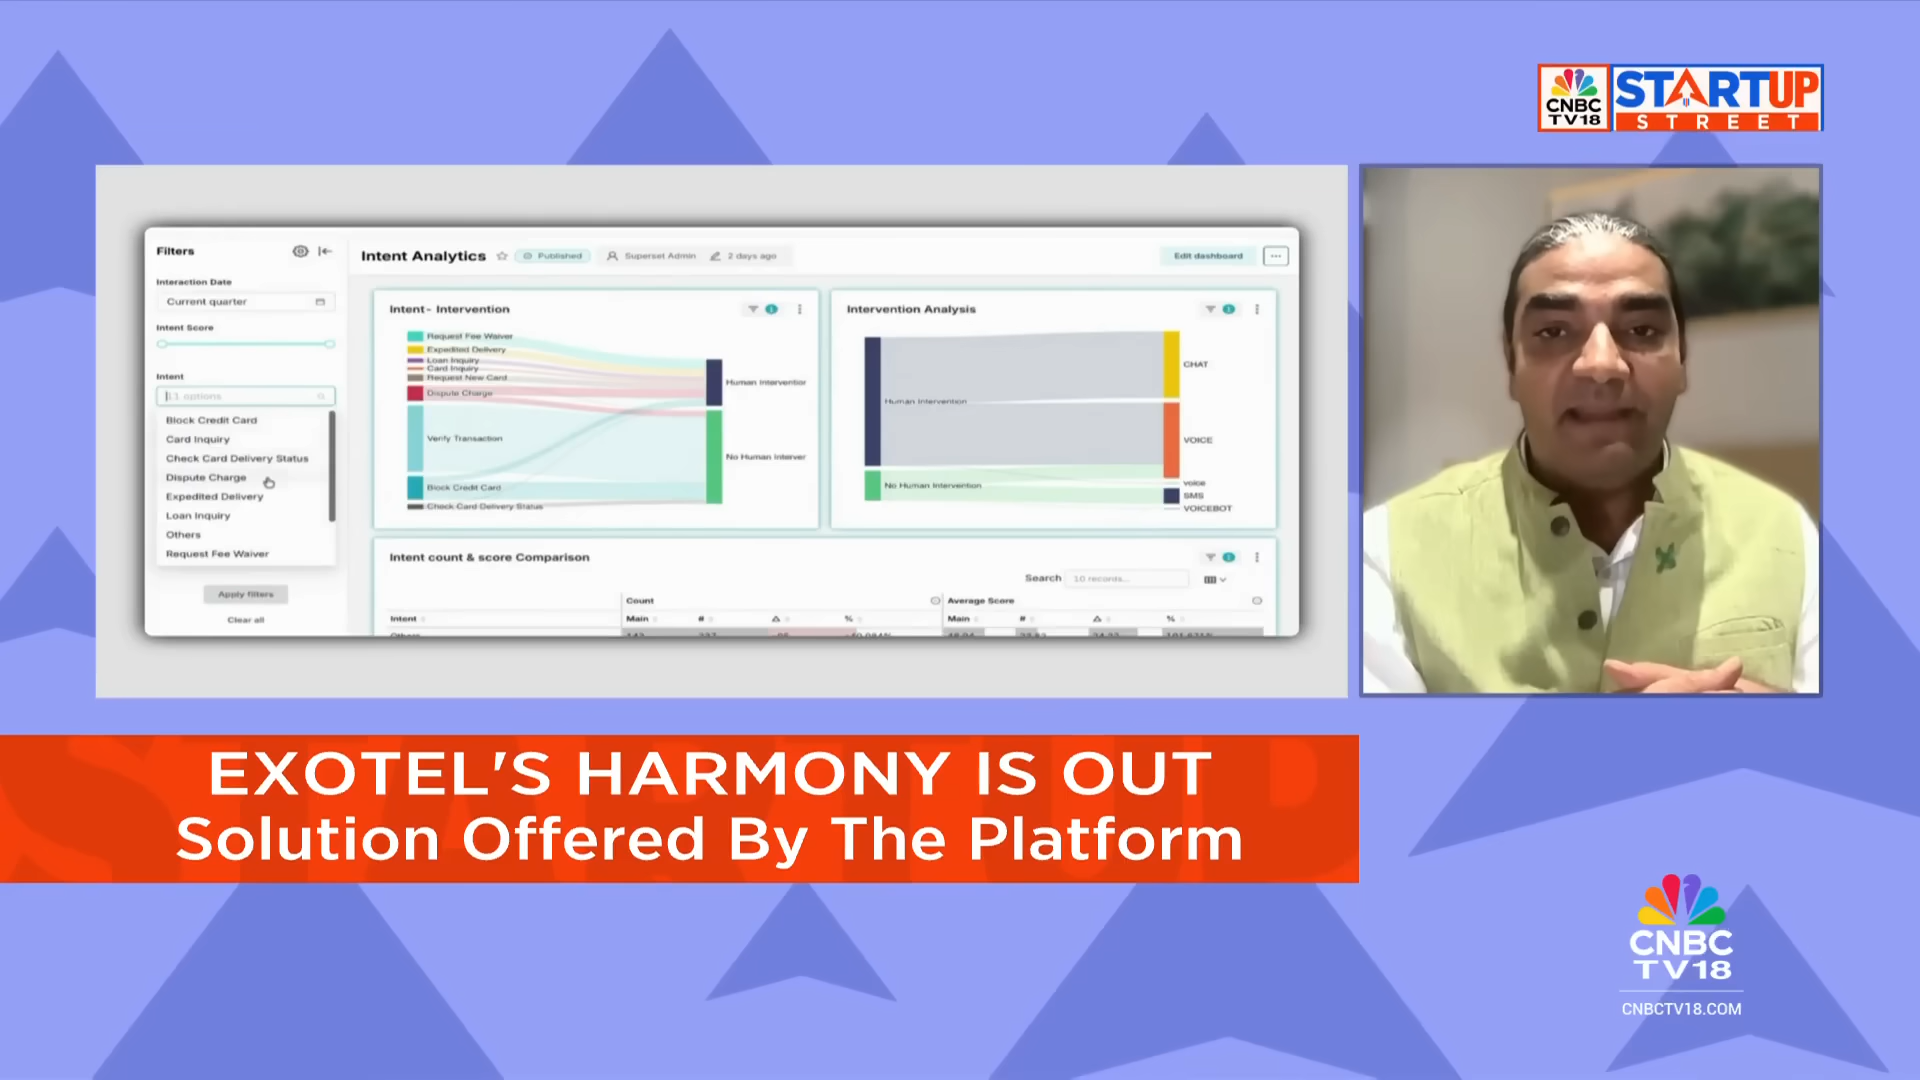 CNBC
TV18
STARTUP
STREET
Filters
Interaction Date
Current quarter
Intent Score
Intent
11 options
Block Credit Card
Card Inquiry
Check Card Delivery Status
Dispute Charge
Expedited Delivery
Loan Inquiry
Others
Request Fee Waiver
Apply filters
Clear all
Intent Analytics
Published
Superset Admin
2 days ago
Edit dashboard
Intent- Intervention
Request Fee Waiver
Expedited Delivery
Loan Inquiry
Card Inquiry
Request New Card
Dispute Charge
Verify Transaction
Block Credit Card
Check Card Delivery Status
Human Intervention
No Human Interver
Intervention Analysis
Human Intervention
No Human Intervention
CHAT
VOICE
voice
SMS
VOICEBOT
Intent count & score Comparison
Search 10 records...
Count Average Score
Intent Main # Δ % Main # Δ %
Others
EXOTEL'S HARMONY IS OUT
Solution Offered By The Platform
CNBC
TV18
CNBCTV18.COM